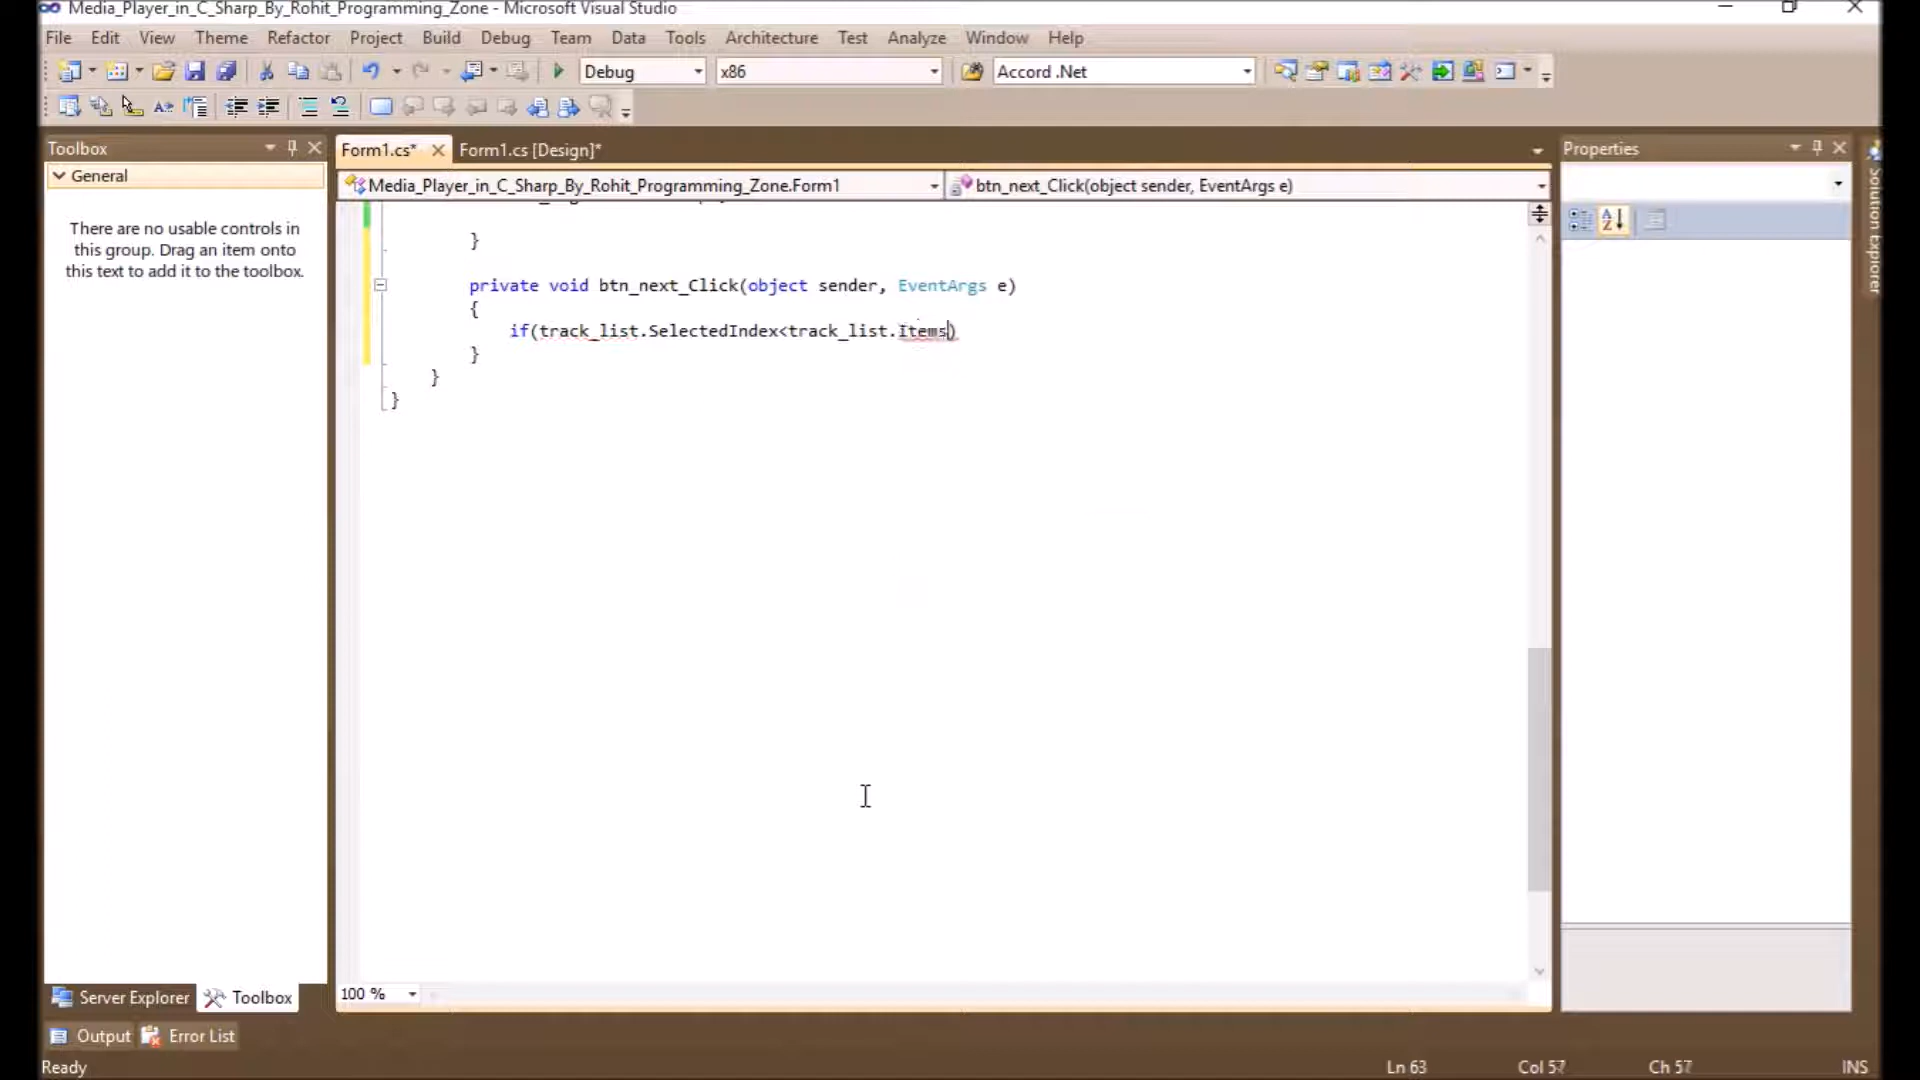 Media_Player_in_C_Sharp_By_Rohit_Programming_Zone - Microsoft Visual Studio
File Edit View Theme Refactor Project Build Debug Team Data Tools Architecture Test Analyze Window Help
Debug x86 Accord .Net
Toolbox
General
There are no usable controls in
this group. Drag an item onto
this text to add it to the toolbox.
Form1.cs* Form1.cs [Design]*
Media_Player_in_C_Sharp_By_Rohit_Programming_Zone.Form1 btn_next_Click(object sender, EventArgs e)
}
private void btn_next_Click(object sender, EventArgs e)
{
if(track_list.SelectedIndex<track_list.Items)
}
}
}
Properties
Solution Explorer
100 %
Server Explorer Toolbox
Output Error List
Ready Ln 63 Col 57 Ch 57 INS